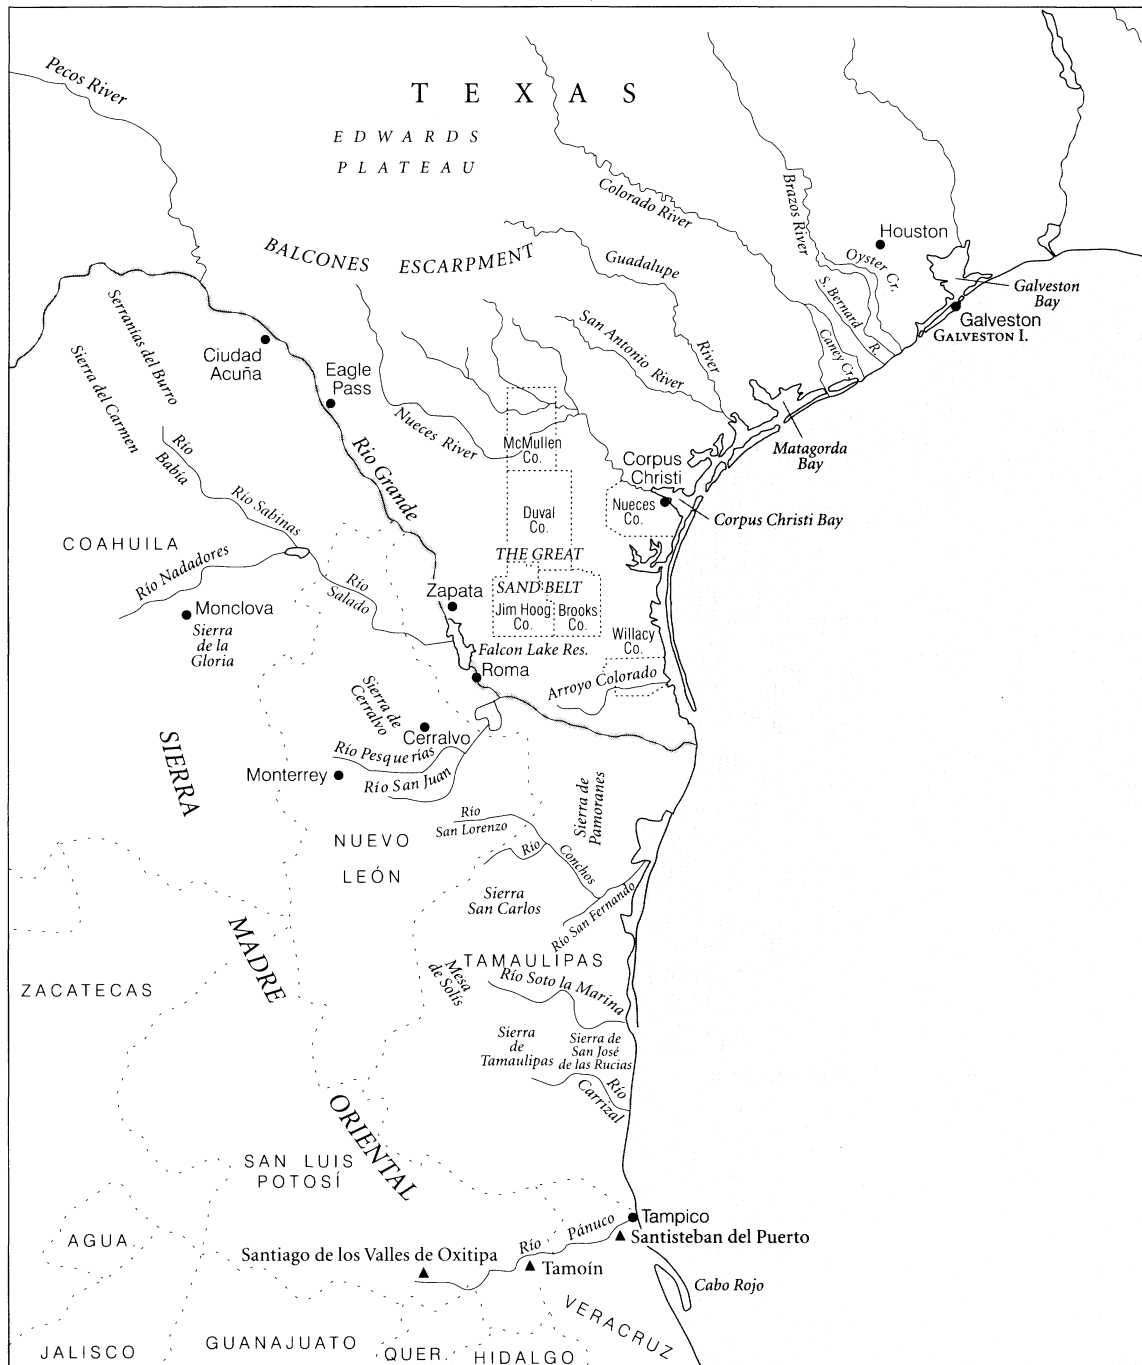 Pecos River
TEXAS
EDWARDS
PLATEAU
Colorado River
Brazos River
Houston
Oyster Cr.
BALCONES ESCARPMENT
Guadalupe
River
Galveston
Bay
Galveston
GALVESTON I.
S. Bernard
R.
Caney Cr.
San Antonio River
Serranías del Burro
Sierra del Carmen
Ciudad
Acuña
Eagle
Pass
Nueces River
McMullen
Co.
Matagorda
Bay
Corpus
Christi
Río
Babía
Rio Grande
Río Sabinas
Duval
Co.
Nueces
Co.
Corpus Christi Bay
COAHUILA
THE GREAT
SAND BELT
Río Nadadores
Río
Salado
Zapata
Monclova
Jim Hoog
Co.
Brooks
Co.
Sierra
de la
Gloria
Willacy
Co.
Falcon Lake Res.
Roma
Arroyo Colorado
Sierra de
Cerralvo
Cerralvo
SIERRA
Río Pesquerías
Monterrey
Río San Juan
Sierra de
Pamoranes
Río
San Lorenzo
NUEVO
LEÓN
Río
Conchos
Sierra
San Carlos
Río San Fernando
MADRE
TAMAULIPAS
Mesa
de Solís
Río Soto la Marina
ZACATECAS
Sierra
de
Tamaulipas
Sierra de
San José
de las Rucias
Río
Carrizal
ORIENTAL
SAN LUIS
POTOSÍ
Tampico
Río Pánuco
Santisteban del Puerto
AGUA.
Santiago de los Valles de Oxitipa
Tamoín
Cabo Rojo
VERACRUZ
JALISCO
GUANAJUATO
QUER.
HIDALGO